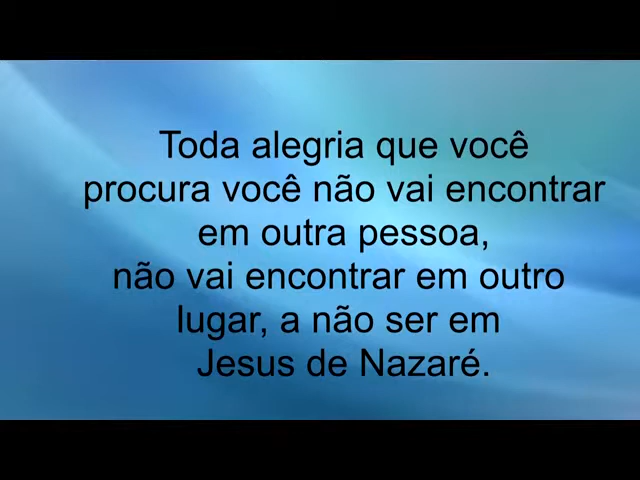 Toda alegria que você
procura você não vai encontrar
em outra pessoa,
não vai encontrar em outro
lugar, a não ser em
Jesus de Nazaré.